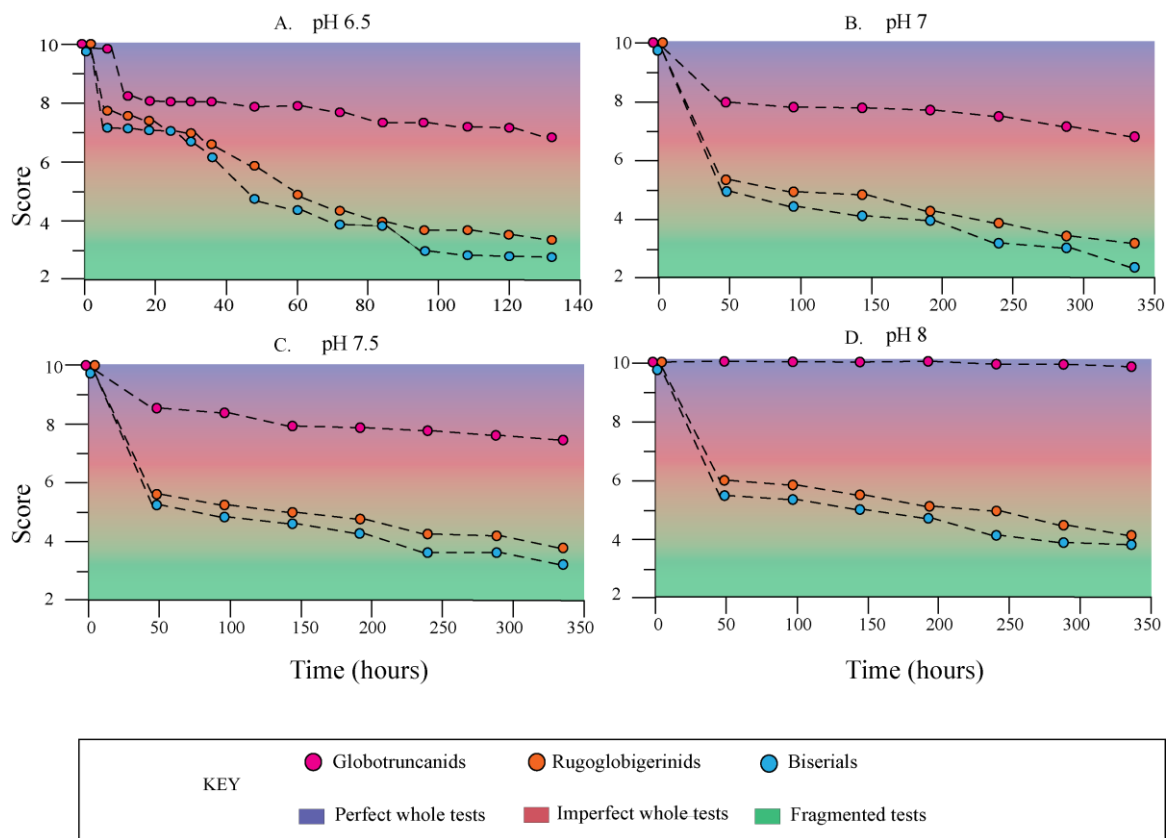 A. pH 6.5
10
8
6
4
2
Score
0 20 40 60 80 100 120 140
B. pH 7
10
8
6
4
2
0 50 100 150 200 250 300 350
C. pH 7.5
10
8
6
4
2
Score
0 50 100 150 200 250 300 350
Time (hours)
D. pH 8
10
8
6
4
2
0 50 100 150 200 250 300 350
Time (hours)
KEY
Globotruncanids Rugoglobigerinids Biserials
Perfect whole tests Imperfect whole tests Fragmented tests